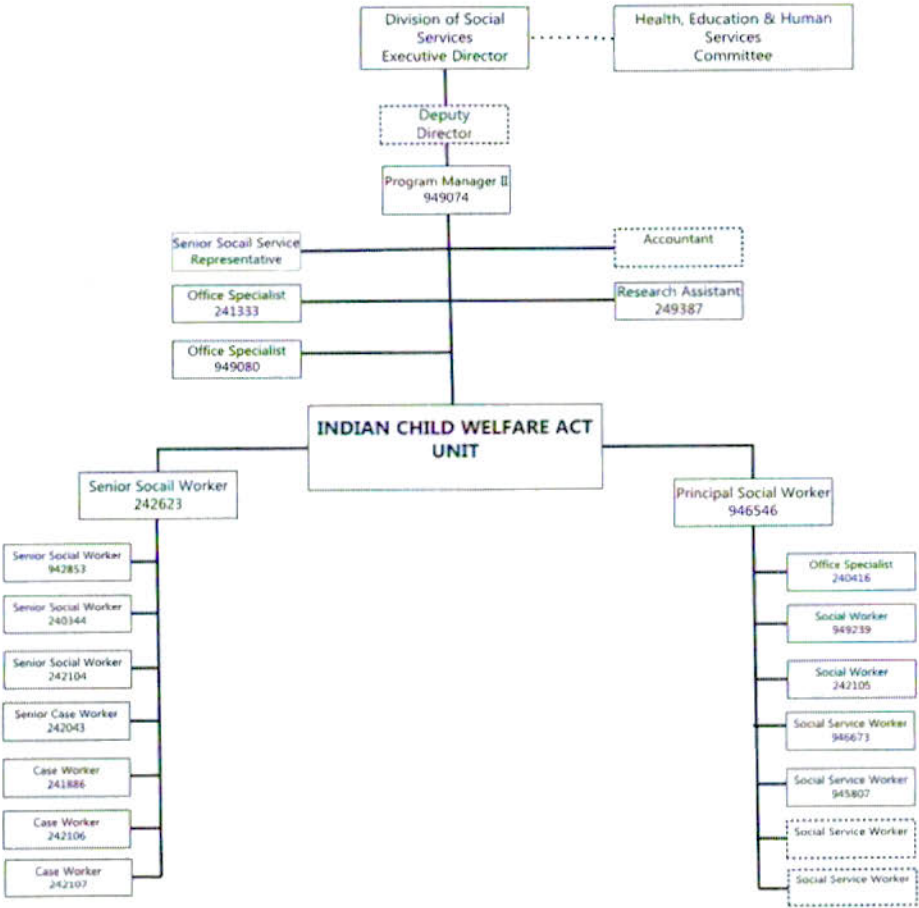 Division of Social
Services
Executive Director
Health, Education & Human
Services
Committee
Deputy
Director
Program Manager II
949074
Senior Socail Service
Representative
Accountant
Office Specialist
241333
Research Assistant
249387
Office Specialist
949080
INDIAN CHILD WELFARE ACT
UNIT
Senior Socail Worker
242623
Senior Social Worker
942853
Senior Social Worker
240344
Senior Social Worker
242104
Senior Case Worker
242043
Case Worker
241886
Case Worker
242106
Case Worker
242107
Principal Social Worker
946546
Office Specialist
240416
Social Worker
949239
Social Worker
242105
Social Service Worker
946673
Social Service Worker
945807
Social Service Worker
Social Service Worker